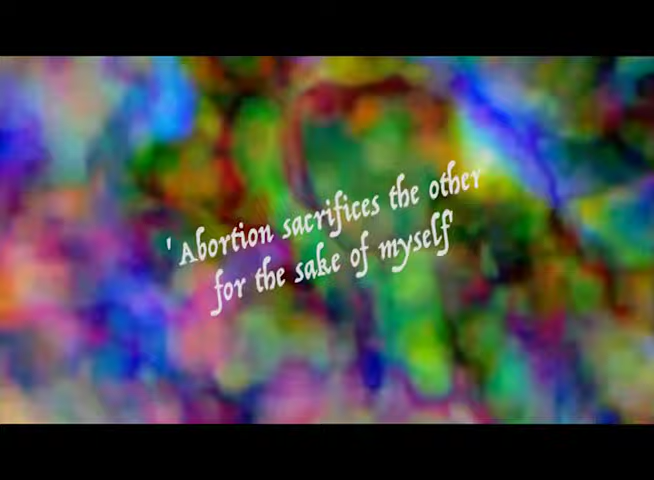 'Abortion sacrifices the other
for the sake of myself'